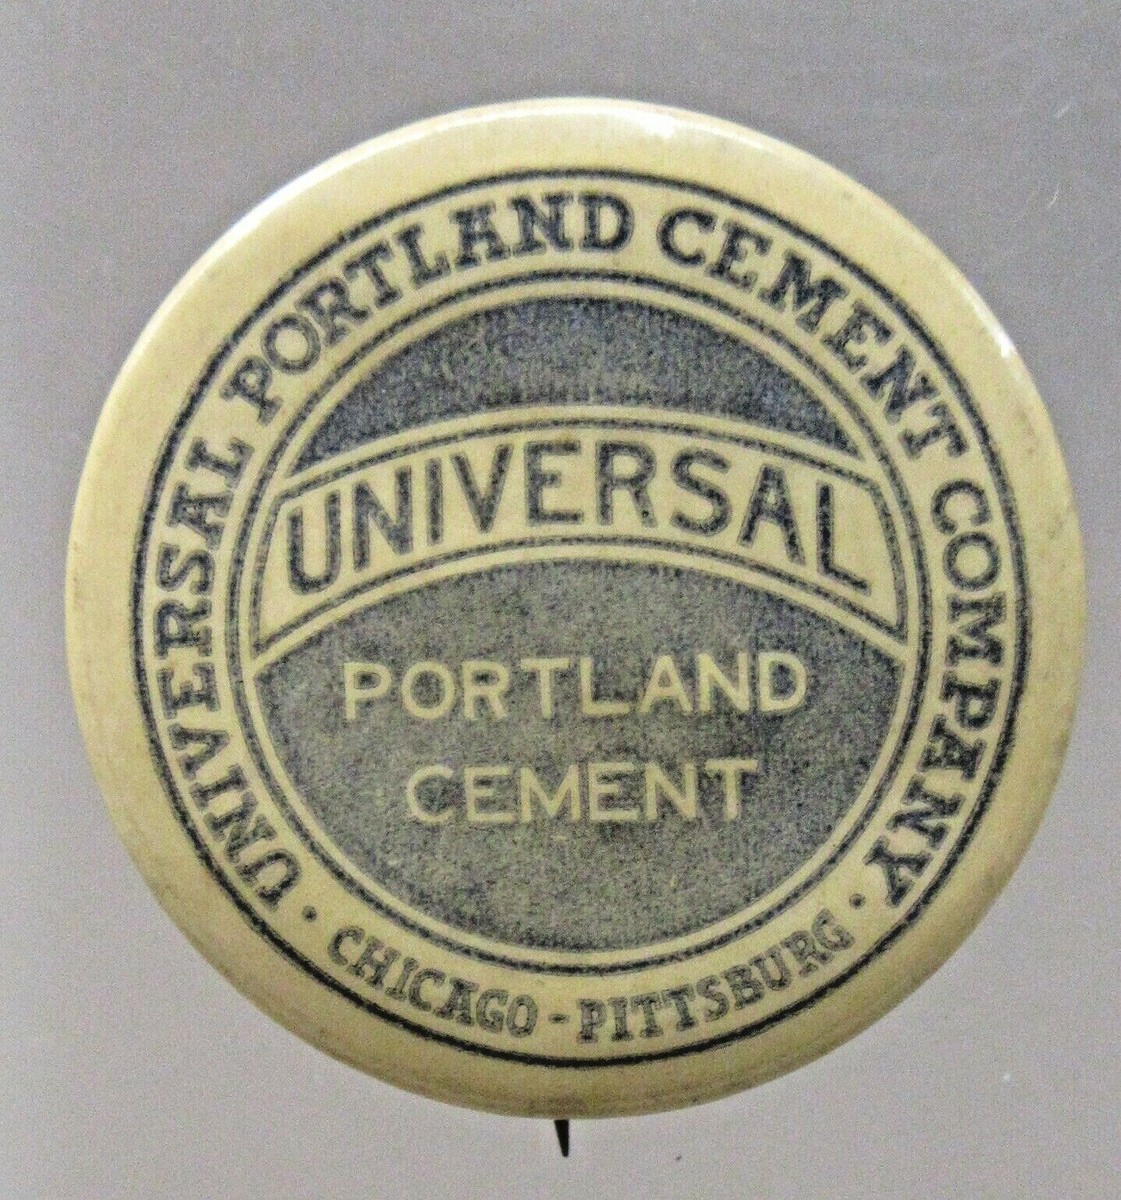 UNIVERSAL PORTLAND CEMENT COMPANY
UNIVERSAL
PORTLAND
CEMENT
· CHICAGO - PITTSBURG ·